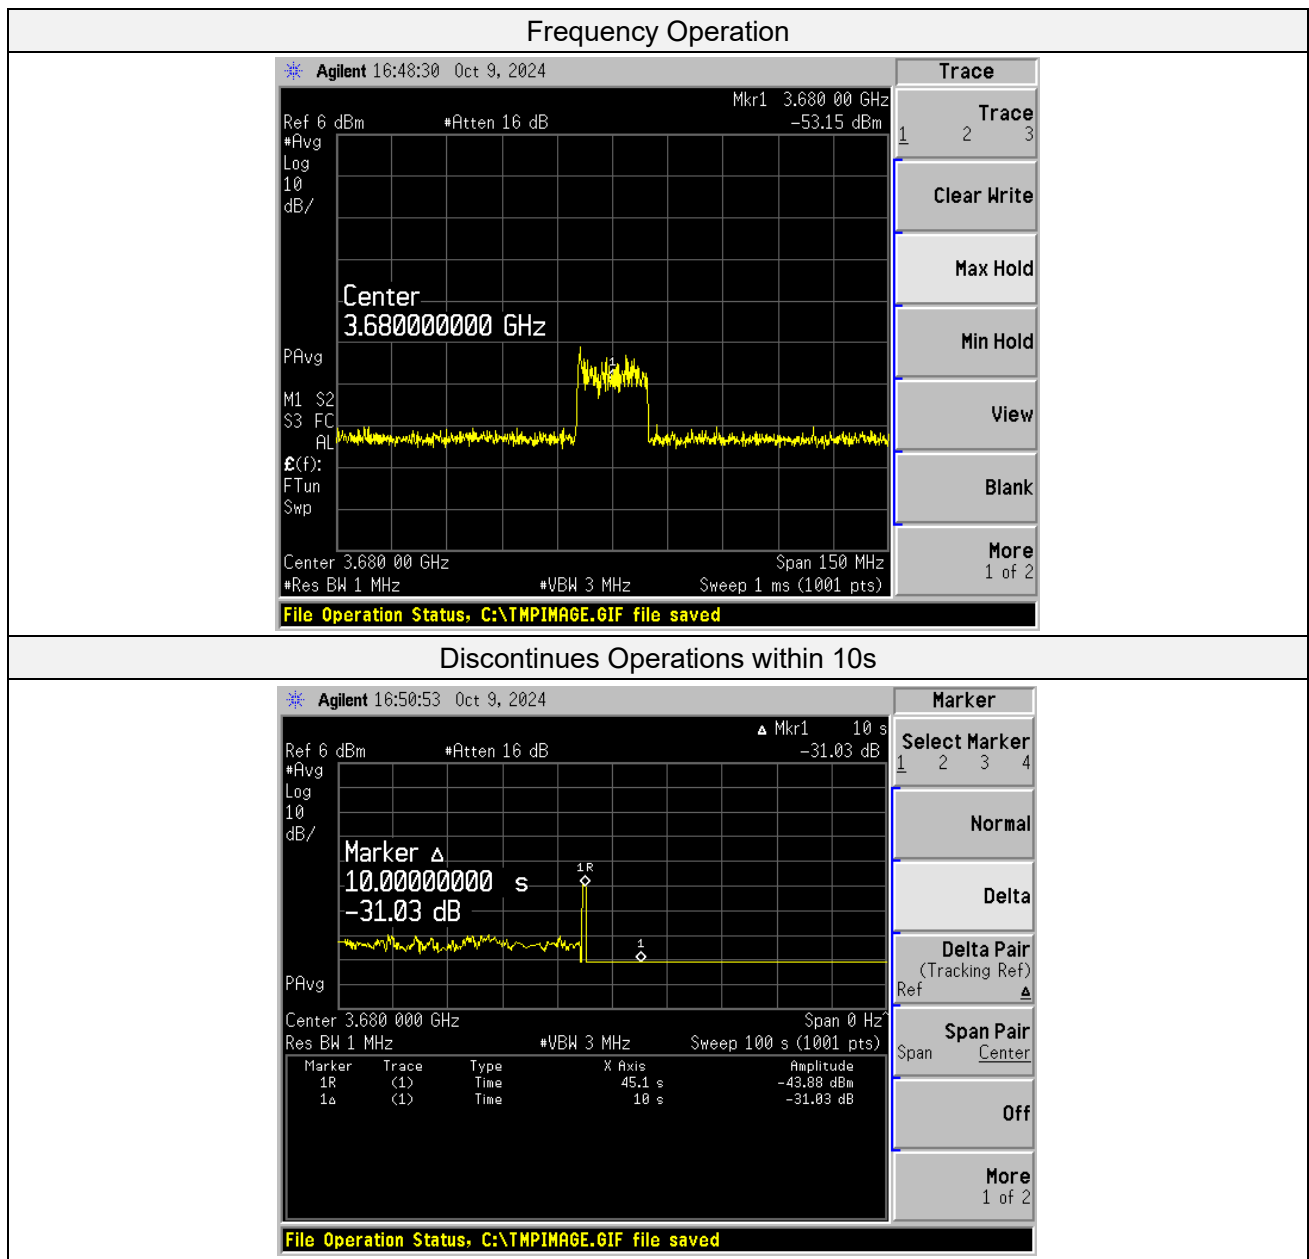 Frequency Operation
Agilent 16:48:30 Oct 9, 2024
Trace
Mkr1 3.680 00 GHz
Ref 6 dBm #Atten 16 dB -53.15 dBm
#Avg
Log
10
dB/
Center
3.680000000 GHz
PAvg
1
M1 S2
S3 FC
AL
£(f):
FTun
Swp
Center 3.680 00 GHz Span 150 MHz
#Res BW 1 MHz #VBW 3 MHz Sweep 1 ms (1001 pts)
File Operation Status, C:\TMPIMAGE.GIF file saved
Trace
1 2 3
Clear Write
Max Hold
Min Hold
View
Blank
More
1 of 2
Discontinues Operations within 10s
Agilent 16:50:53 Oct 9, 2024
Marker
Δ Mkr1 10 s
Ref 6 dBm #Atten 16 dB -31.03 dB
#Avg
Log
10
dB/
Marker Δ
10.00000000 s
-31.03 dB
1R
1
PAvg
Center 3.680 000 GHz Span 0 Hz^
Res BW 1 MHz #VBW 3 MHz Sweep 100 s (1001 pts)
Marker Trace Type X Axis Amplitude
1R (1) Time 45.1 s -43.88 dBm
1Δ (1) Time 10 s -31.03 dB
File Operation Status, C:\TMPIMAGE.GIF file saved
Select Marker
1 2 3 4
Normal
Delta
Delta Pair
(Tracking Ref)
Ref Δ
Span Pair
Span Center
Off
More
1 of 2